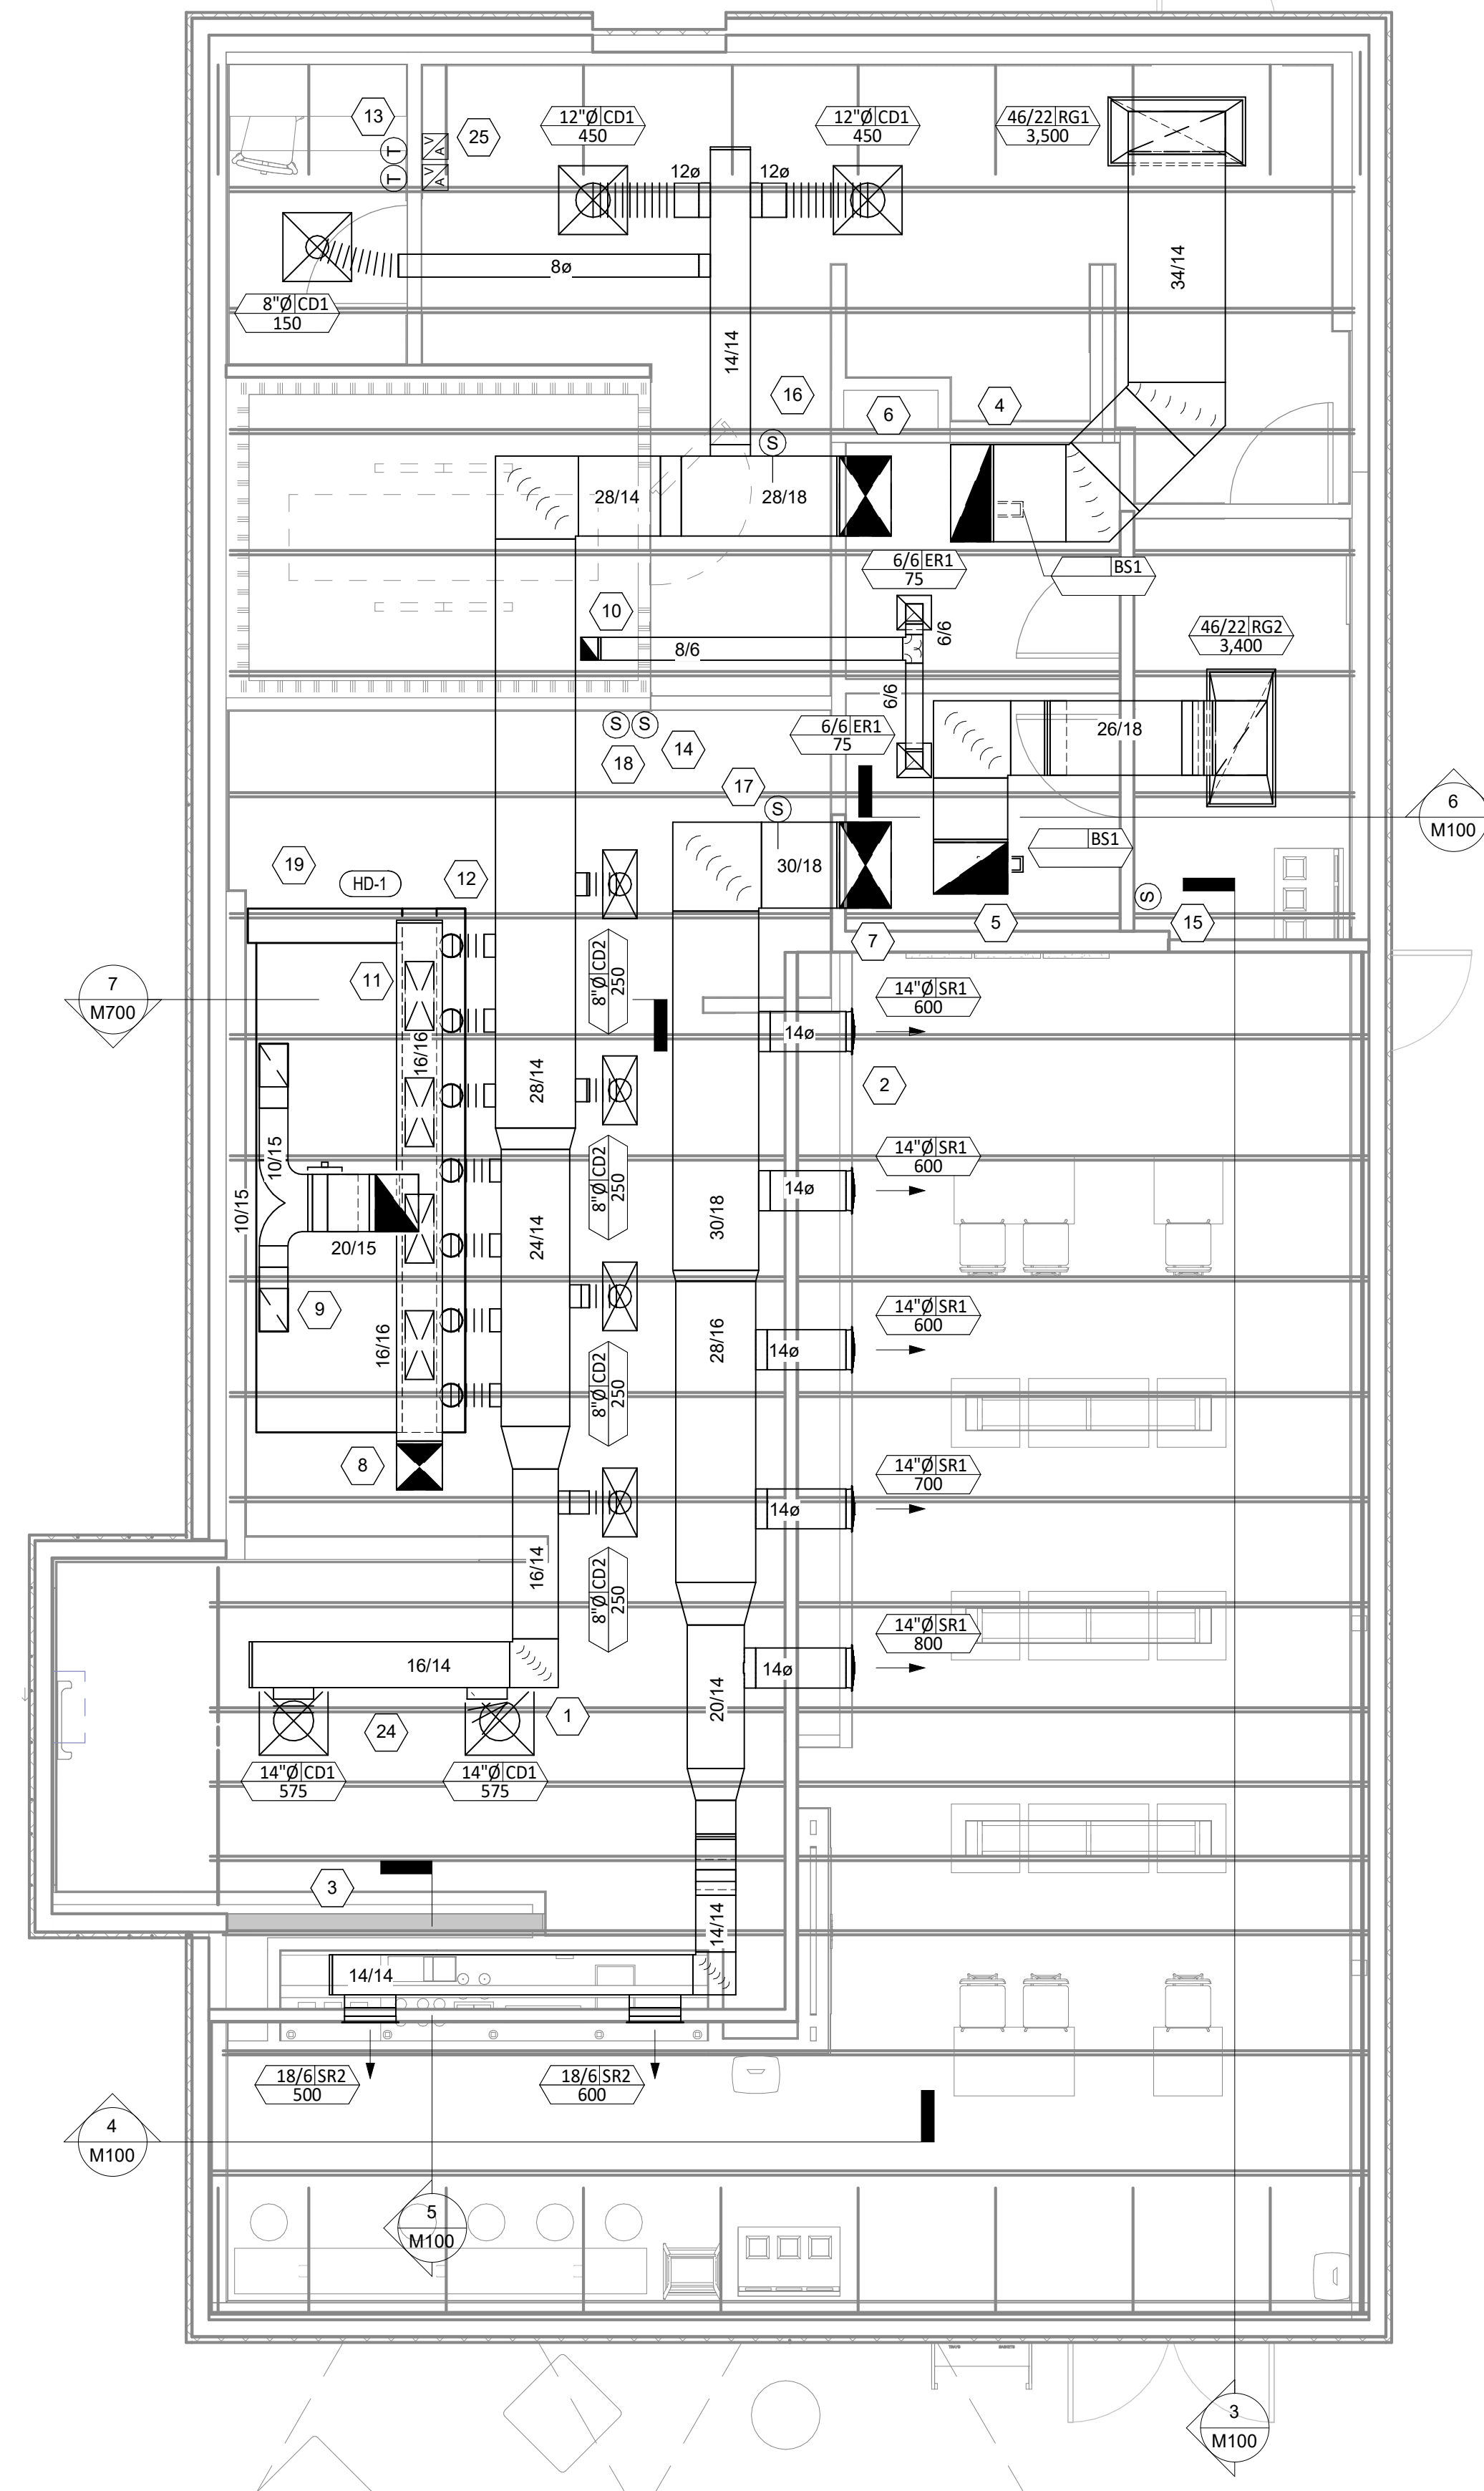 13
25
12"Ø CD1
450
12"Ø CD1
450
46/22 RG1
3,500
T
T
V
A
V
A
12ø
12ø
8ø
8"Ø CD1
150
34/14
14/14
16
6
4
S
28/14
28/18
6/6 ER1
75
BS1
10
8/6
6/6
6/6
46/22 RG2
3,400
S
S
18
14
6/6 ER1
75
26/18
17
S
6
M100
BS1
19
HD-1
12
30/18
S
5
15
7
11
8"Ø CD2
250
14"Ø SR1
600
7
M700
14ø
16/16
28/14
2
10/15
10/15
8"Ø CD2
250
14"Ø SR1
600
14ø
20/15
24/14
30/18
9
16/16
14"Ø SR1
600
28/16
14ø
8"Ø CD2
250
8
14"Ø SR1
700
14ø
16/14
8"Ø CD2
250
14"Ø SR1
800
16/14
14ø
20/14
24
1
14"Ø CD1
575
14"Ø CD1
575
3
14/14
14/14
18/6 SR2
500
18/6 SR2
600
4
M100
5
M100
3
M100